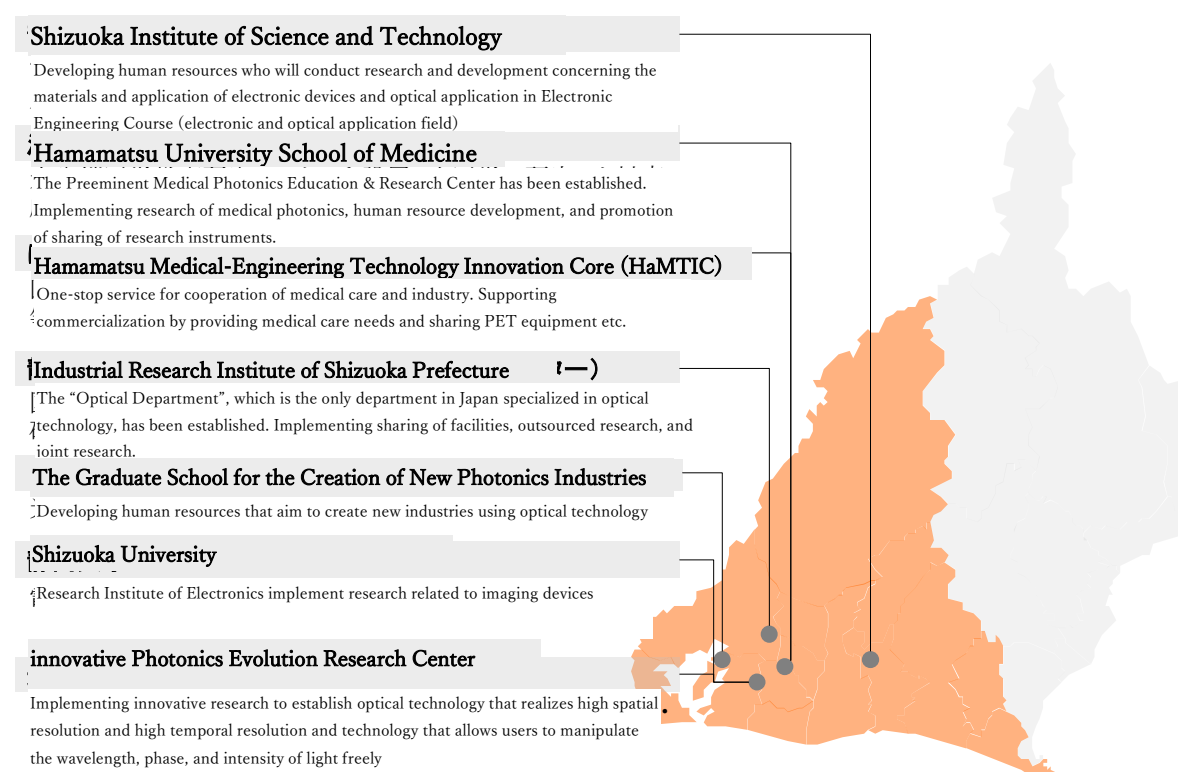 Shizuoka Institute of Science and Technology
Developing human resources who will conduct research and development concerning the
materials and application of electronic devices and optical application in Electronic
Engineering Course (electronic and optical application field)
Hamamatsu University School of Medicine
The Preeminent Medical Photonics Education & Research Center has been established.
Implementing research of medical photonics, human resource development, and promotion
of sharing of research instruments.
Hamamatsu Medical-Engineering Technology Innovation Core (HaMTIC)
One-stop service for cooperation of medical care and industry. Supporting
commercialization by providing medical care needs and sharing PET equipment etc.
Industrial Research Institute of Shizuoka Prefecture ー）
The “Optical Department”, which is the only department in Japan specialized in optical
technology, has been established. Implementing sharing of facilities, outsourced research, and
joint research.
The Graduate School for the Creation of New Photonics Industries
Developing human resources that aim to create new industries using optical technology
Shizuoka University
Research Institute of Electronics implement research related to imaging devices
innovative Photonics Evolution Research Center
Implementing innovative research to establish optical technology that realizes high spatial
resolution and high temporal resolution and technology that allows users to manipulate
the wavelength, phase, and intensity of light freely